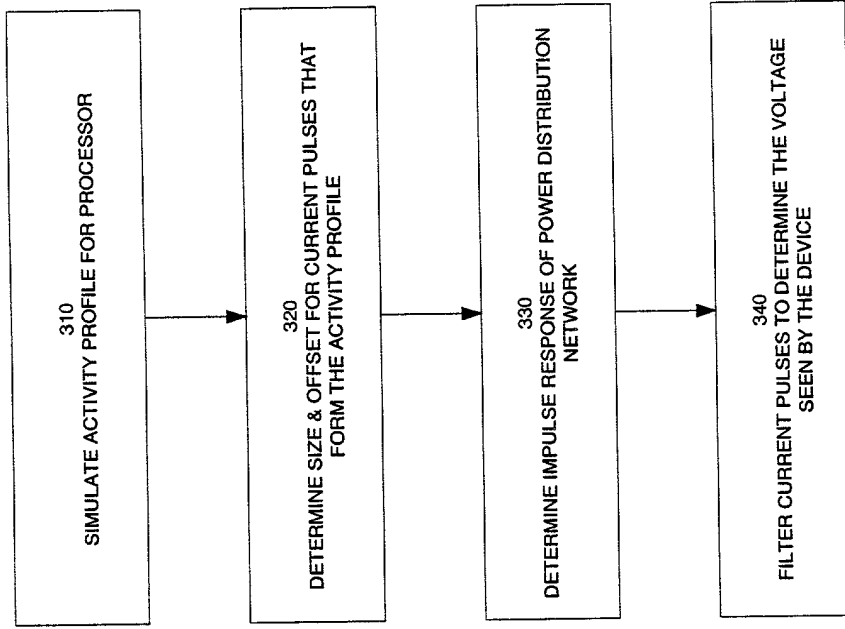 310
SIMULATE ACTIVITY PROFILE FOR PROCESSOR
320
DETERMINE SIZE & OFFSET FOR CURRENT PULSES THAT
FORM THE ACTIVITY PROFILE
330
DETERMINE IMPULSE RESPONSE OF POWER DISTRIBUTION
NETWORK
340
FILTER CURRENT PULSES TO DETERMINE THE VOLTAGE
SEEN BY THE DEVICE